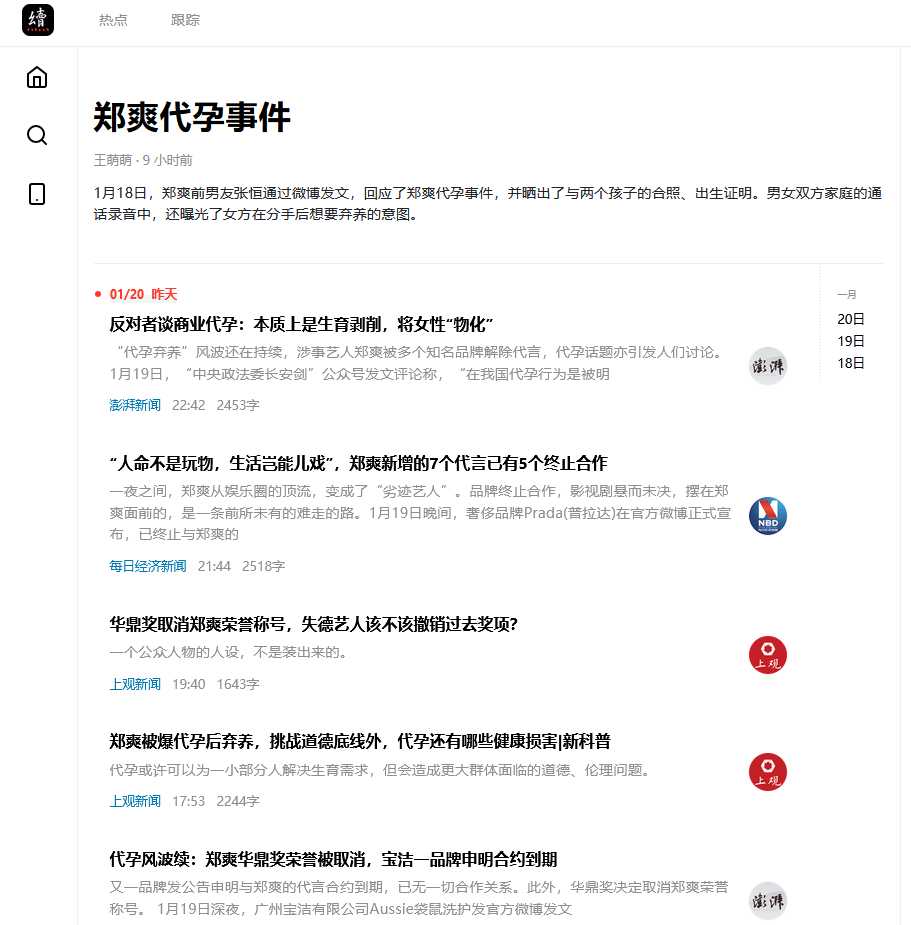 續
热点
跟踪
郑爽代孕事件
王萌萌 · 9 小时前
1月18日，郑爽前男友张恒通过微博发文，回应了郑爽代孕事件，并晒出了与两个孩子的合照、出生证明。男女双方家庭的通
话录音中，还曝光了女方在分手后想要弃养的意图。
01/20 昨天
反对者谈商业代孕：本质上是生育剥削，将女性“物化”
“代孕弃养”风波还在持续，涉事艺人郑爽被多个知名品牌解除代言，代孕话题亦引发人们讨论。
1月19日，“中央政法委长安剑”公众号发文评论称，“在我国代孕行为是被明
澎湃新闻 22:42 2453字
澎湃
“人命不是玩物，生活岂能儿戏”，郑爽新增的7个代言已有5个终止合作
一夜之间，郑爽从娱乐圈的顶流，变成了“劣迹艺人”。品牌终止合作，影视剧悬而未决，摆在郑
爽面前的，是一条前所未有的难走的路。1月19日晚间，奢侈品牌Prada(普拉达)在官方微博正式宣
布，已终止与郑爽的
每日经济新闻 21:44 2518字
NBD
华鼎奖取消郑爽荣誉称号，失德艺人该不该撤销过去奖项？
一个公众人物的人设，不是装出来的。
上观新闻 19:40 1643字
上观
郑爽被爆代孕后弃养，挑战道德底线外，代孕还有哪些健康损害|新科普
代孕或许可以为一小部分人解决生育需求，但会造成更大群体面临的道德、伦理问题。
上观新闻 17:53 2244字
上观
代孕风波续：郑爽华鼎奖荣誉被取消，宝洁一品牌申明合约到期
又一品牌发公告申明与郑爽的代言合约到期，已无一切合作关系。此外，华鼎奖决定取消郑爽荣誉
称号。 1月19日深夜，广州宝洁有限公司Aussie袋鼠洗护发官方微博发文
澎湃
一月
20日
19日
18日